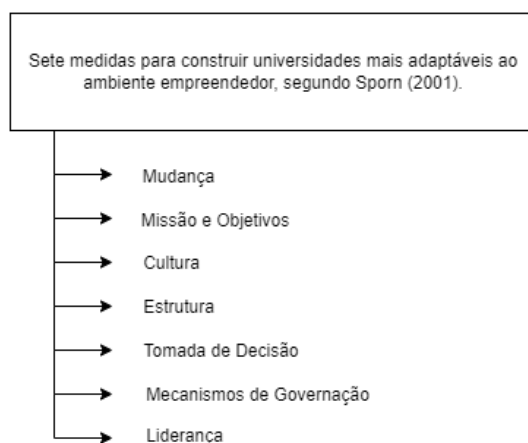 Sete medidas para construir universidades mais adaptáveis ao
ambiente empreendedor, segundo Sporn (2001).
Mudança
Missão e Objetivos
Cultura
Estrutura
Tomada de Decisão
Mecanismos de Governação
Liderança